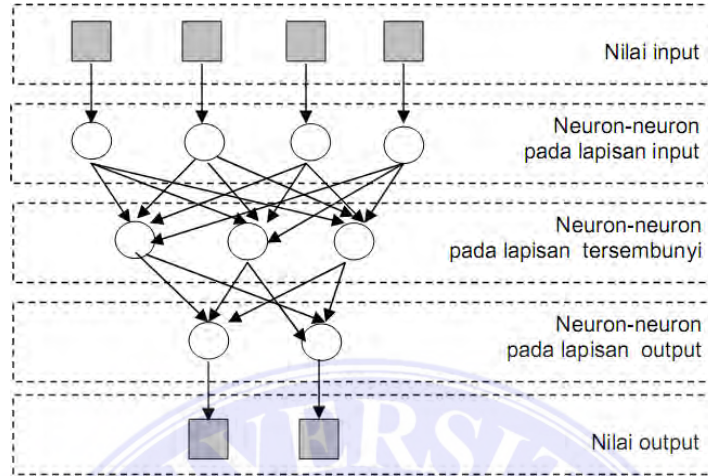 Nilai input
Neuron-neuron
pada lapisan input
Neuron-neuron
pada lapisan tersembunyi
Neuron-neuron
pada lapisan output
Nilai output
VERSIT